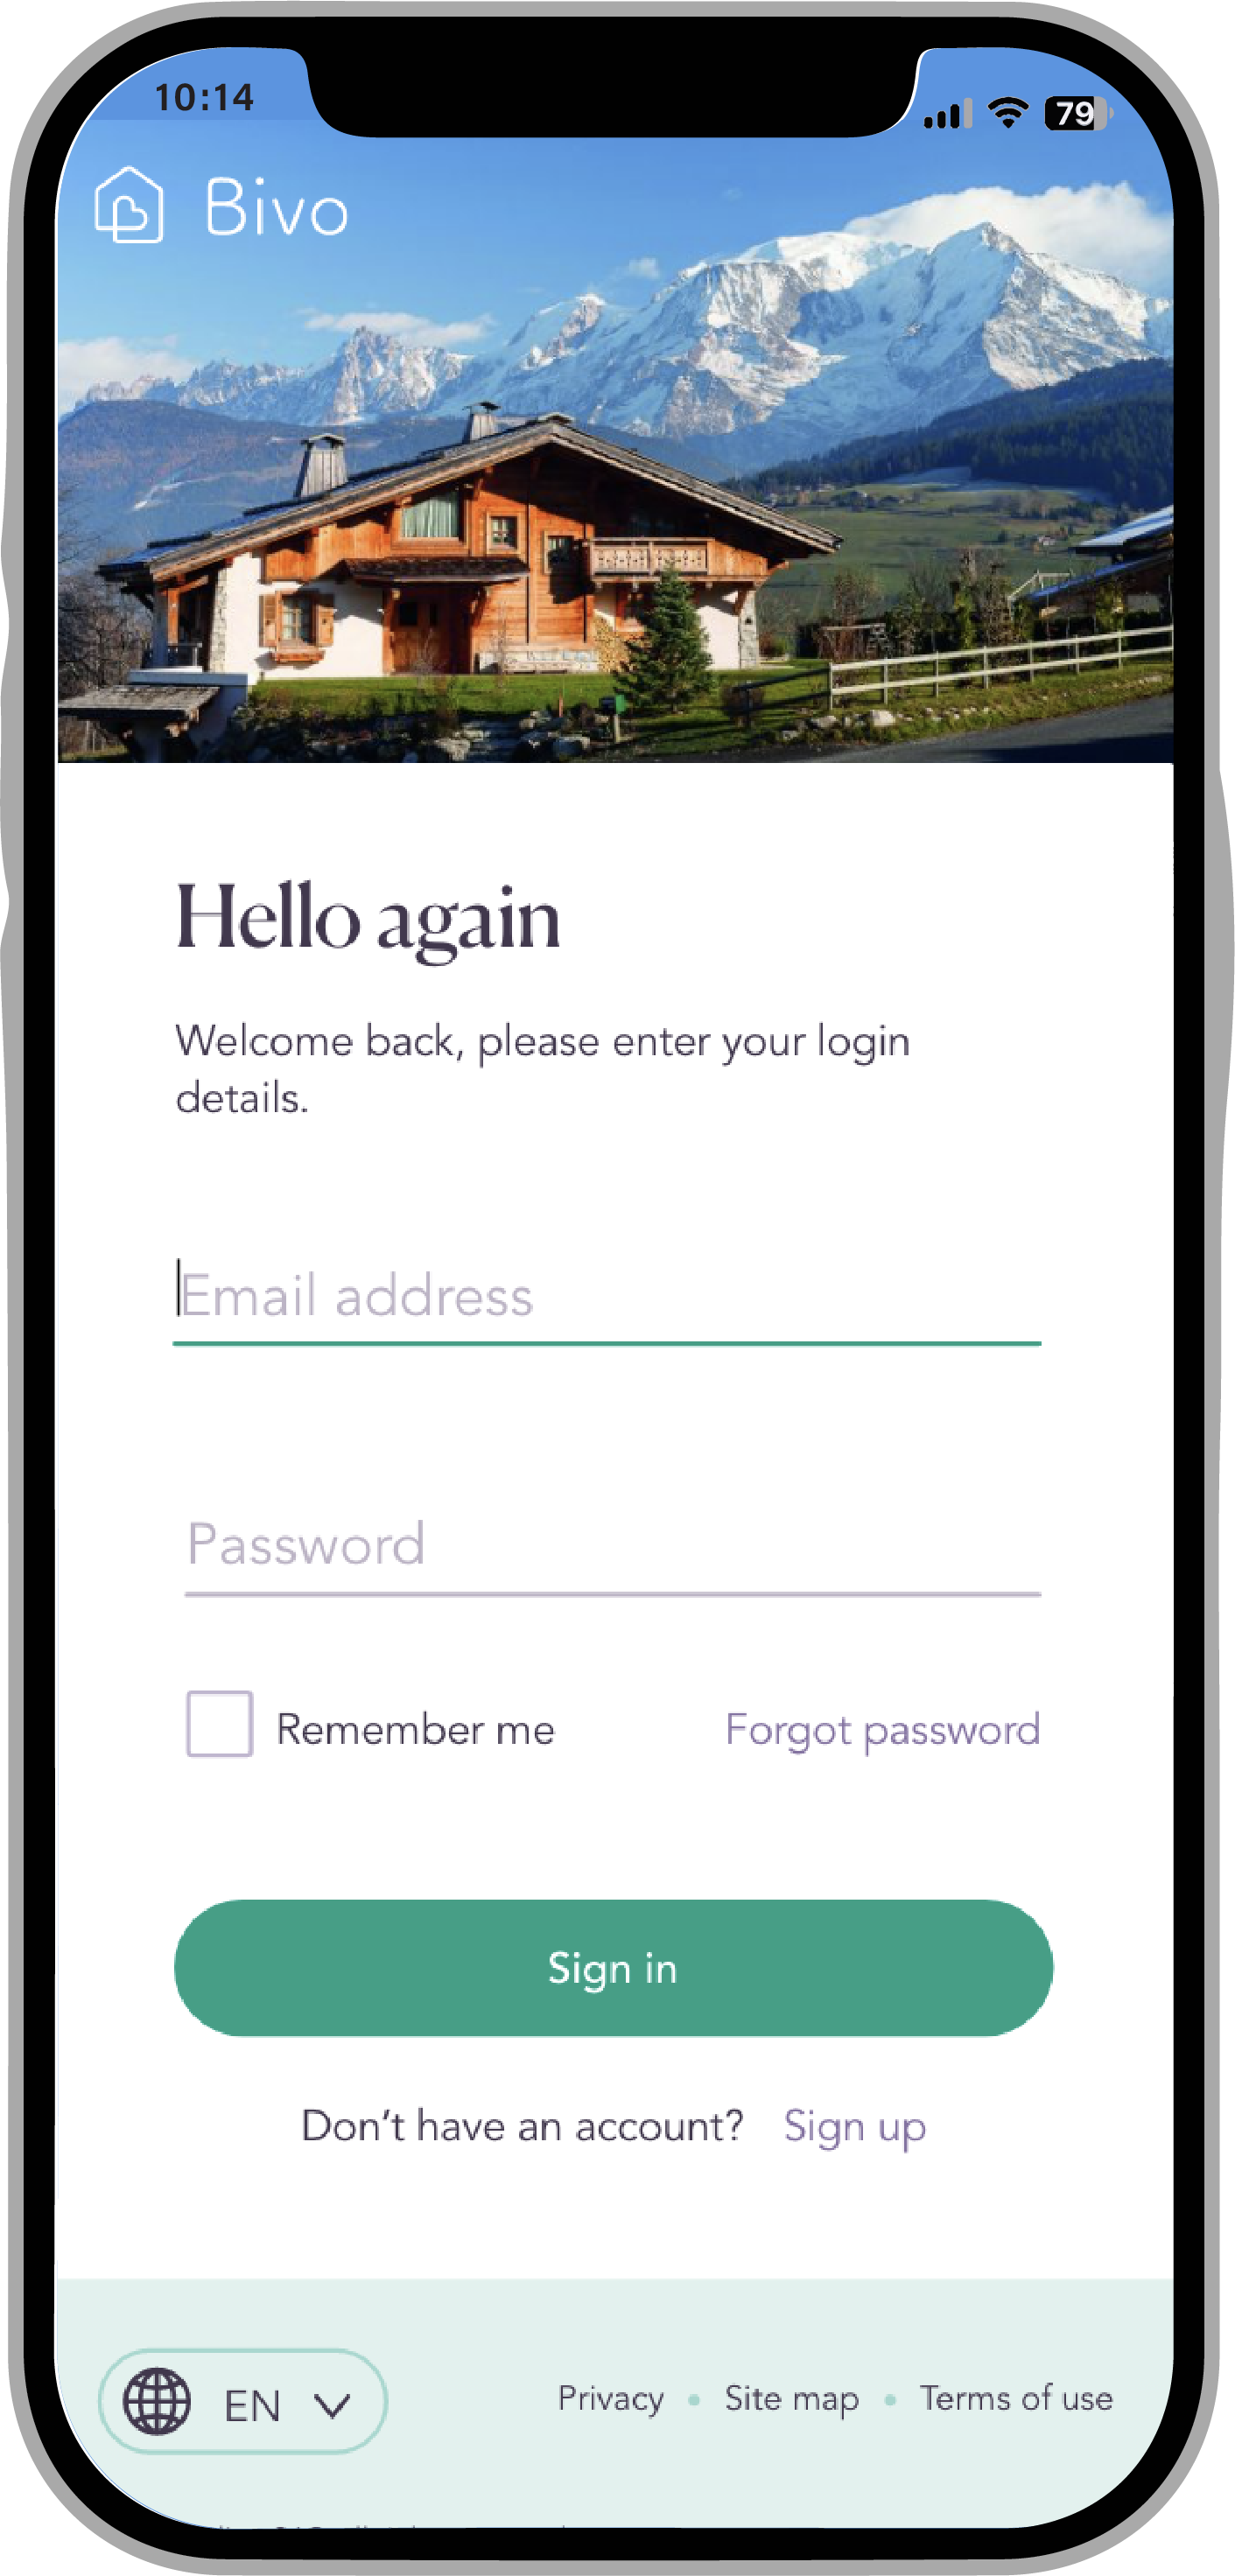 10:14
79
Bivo
Hello again
Welcome back, please enter your login
details.
Email address
Password
Remember me Forgot password
Sign in
Don’t have an account? Sign up
EN Privacy • Site map • Terms of use